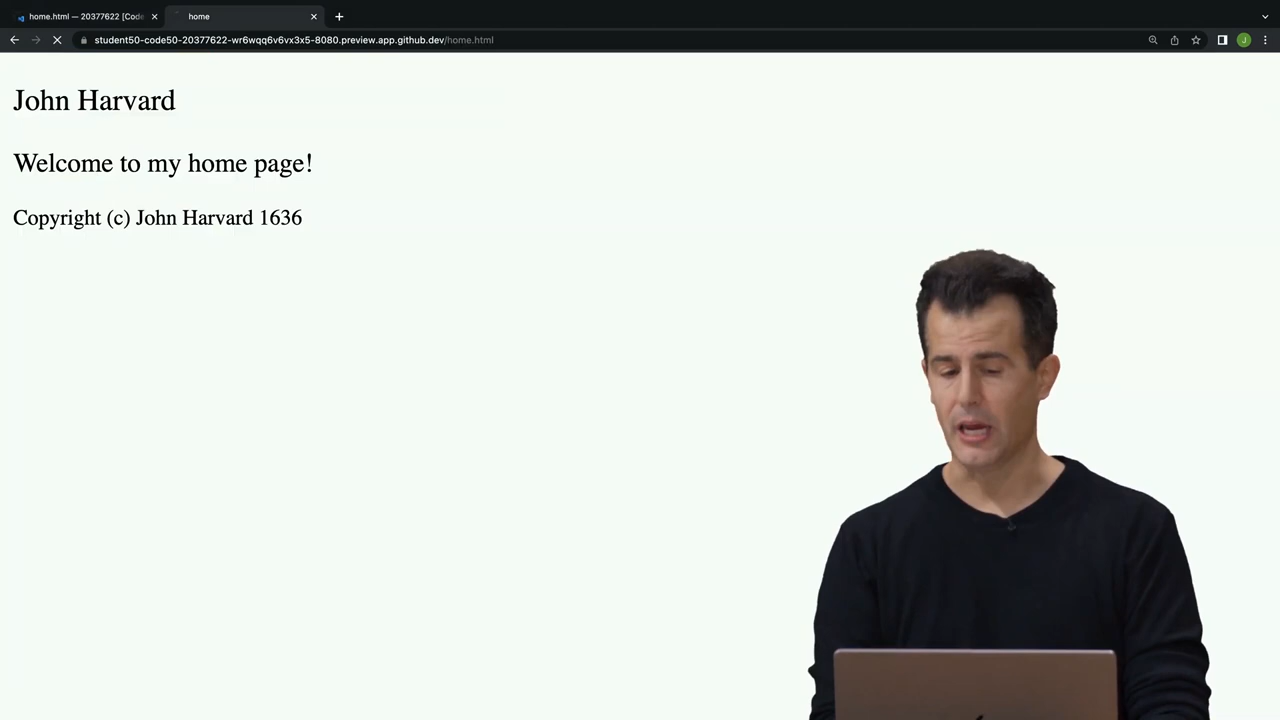 home.html — 20377622 [Code
home
student50-code50-20377622-wr6wqq6v6vx3x5-8080.preview.app.github.dev/home.html
J
John Harvard
Welcome to my home page!
Copyright (c) John Harvard 1636